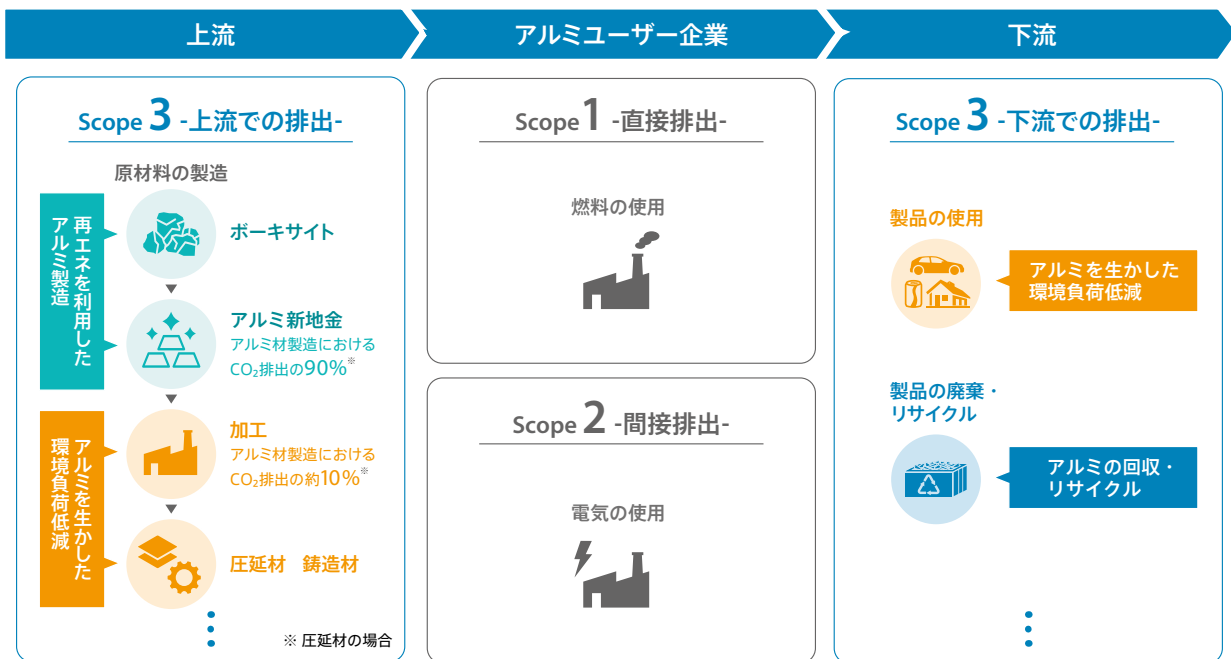 上流
アルミユーザー企業
下流
Scope 3 -上流での排出-
原材料の製造
再エネを利用した
アルミ製造
ボーキサイト
アルミ新地金
アルミ材製造における
CO₂排出の90%※
アルミを生かした
環境負荷低減
加工
アルミ材製造における
CO₂排出の約10%※
圧延材 鋳造材
※ 圧延材の場合
Scope 1 -直接排出-
燃料の使用
Scope 2 -間接排出-
電気の使用
Scope 3 -下流での排出-
製品の使用
アルミを生かした
環境負荷低減
製品の廃棄・
リサイクル
アルミの回収・
リサイクル